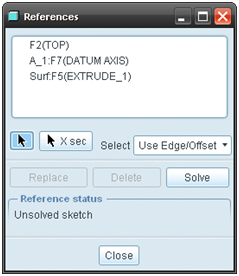 References
F2(TOP)
A_1:F7(DATUM AXIS)
Surf:F5(EXTRUDE_1)
X sec Select Use Edge/Offset
Replace Delete Solve
Reference status
Unsolved sketch
Close